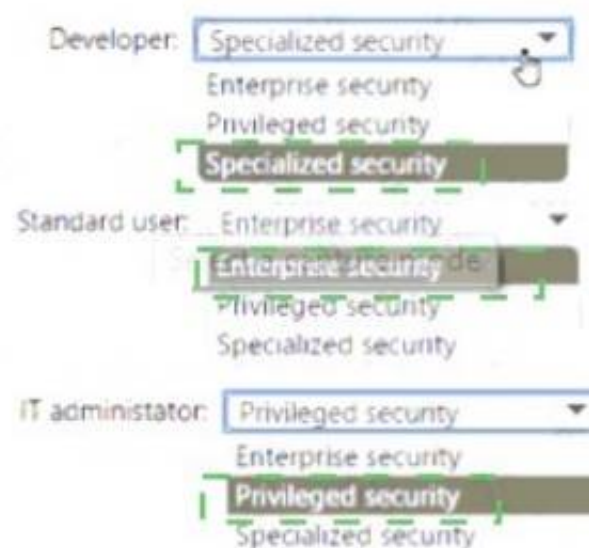 Developer: Specialized security
Enterprise security
Privileged security
Specialized security
Standard user: Enterprise security
Enterprise security
Privileged security
Specialized security
IT administator: Privileged security
Enterprise security
Privileged security
Specialized security